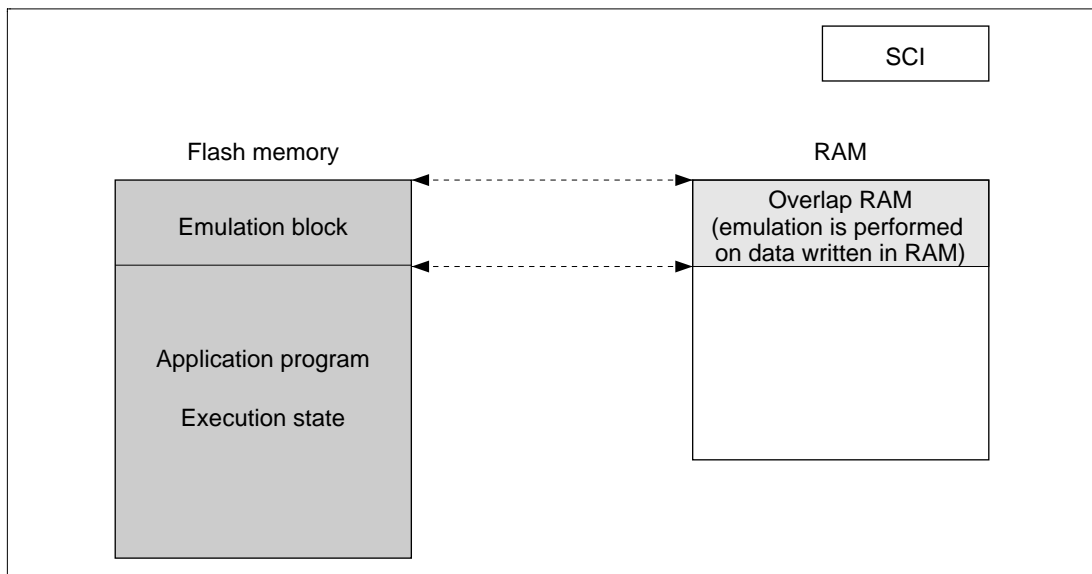 SCI
Flash memory
RAM
Emulation block
Overlap RAM
(emulation is performed
on data written in RAM)
Application program
Execution state